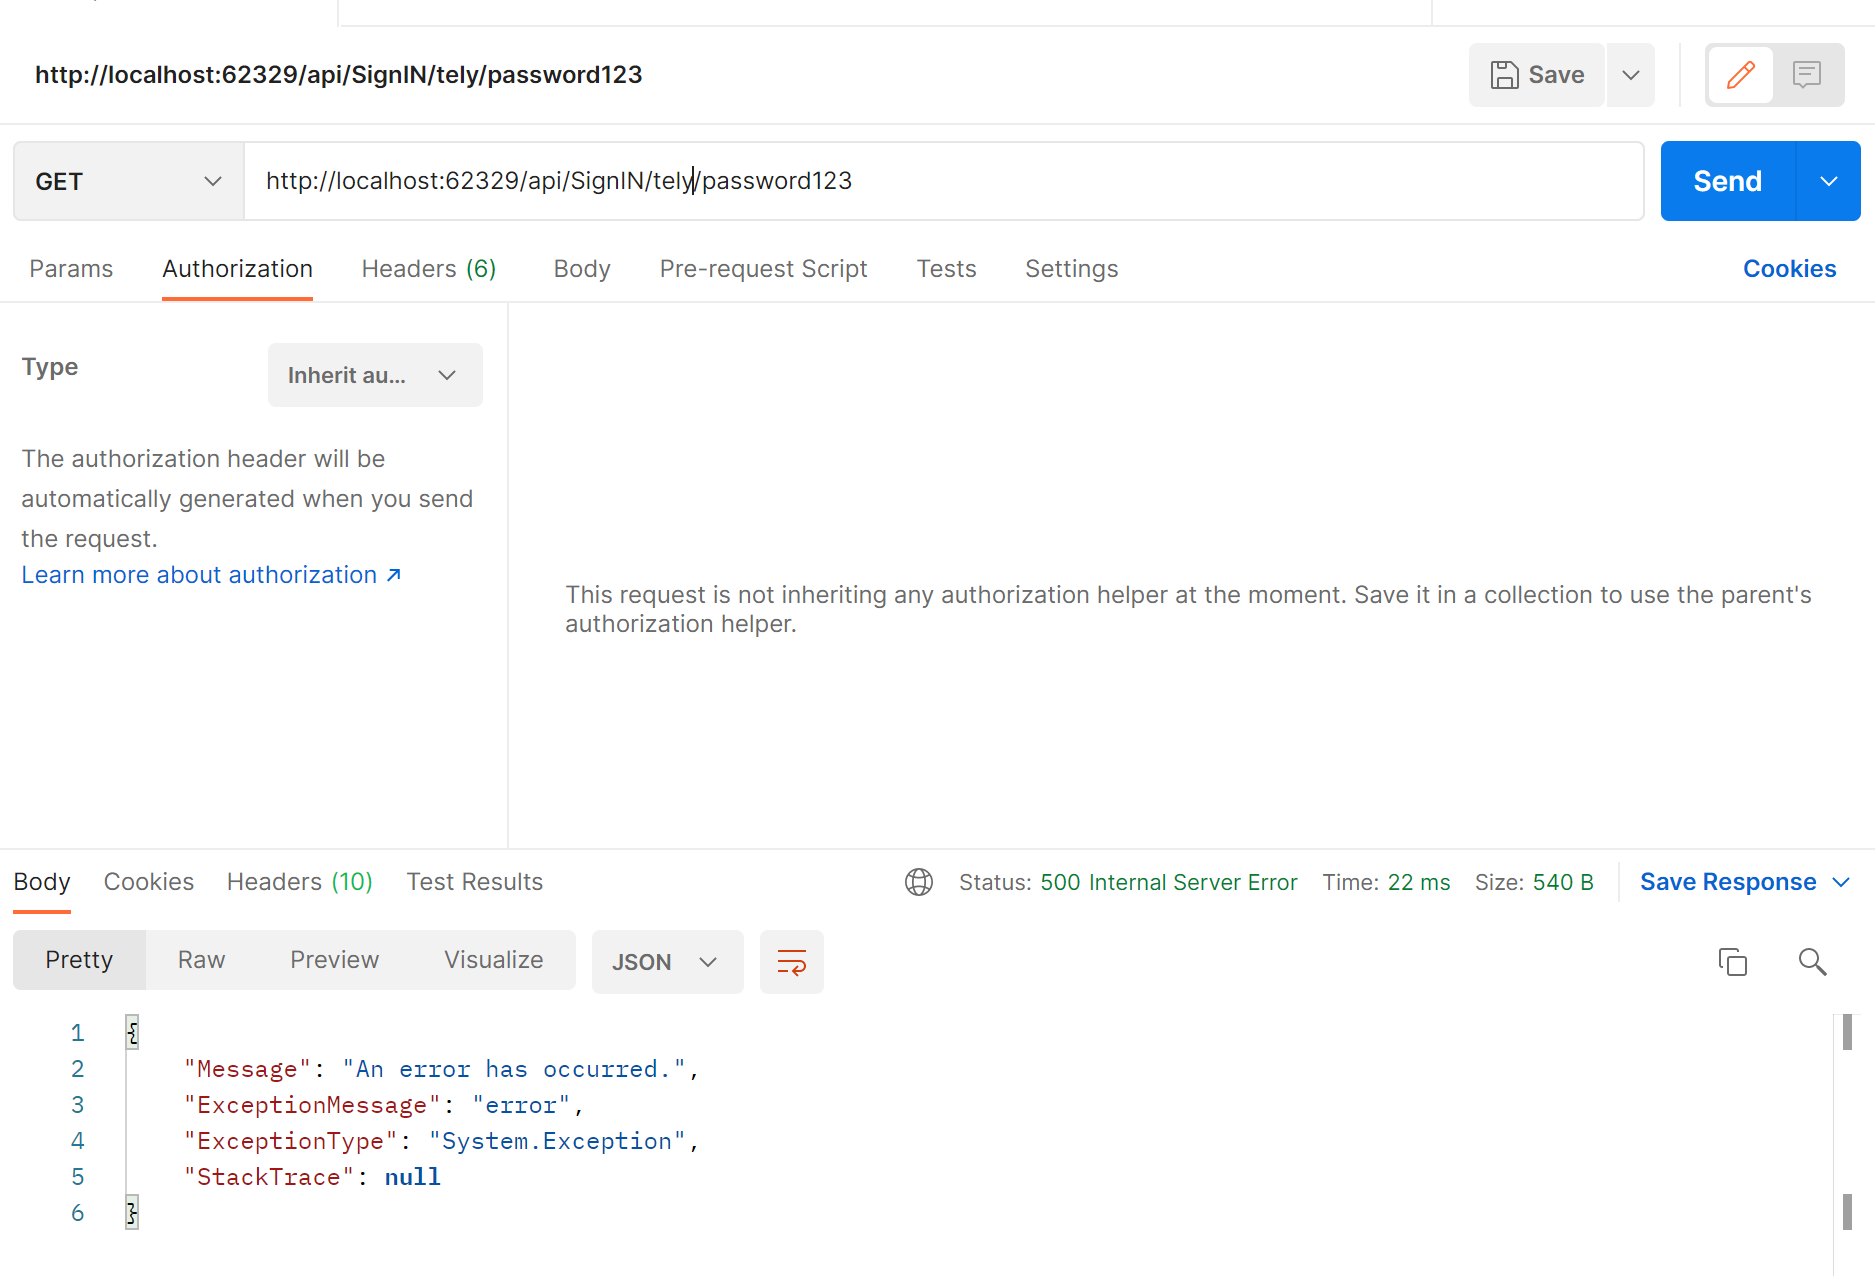 http://localhost:62329/api/SignIN/tely/password123
Save
GET
http://localhost:62329/api/SignIN/tely/password123
Send
Params Authorization Headers (6) Body Pre-request Script Tests Settings Cookies
Type
Inherit au...
The authorization header will be
automatically generated when you send
the request.
Learn more about authorization ↗
This request is not inheriting any authorization helper at the moment. Save it in a collection to use the parent's
authorization helper.
Body Cookies Headers (10) Test Results Status: 500 Internal Server Error Time: 22 ms Size: 540 B Save Response
Pretty Raw Preview Visualize JSON
1 {
2 "Message": "An error has occurred.",
3 "ExceptionMessage": "error",
4 "ExceptionType": "System.Exception",
5 "StackTrace": null
6 }